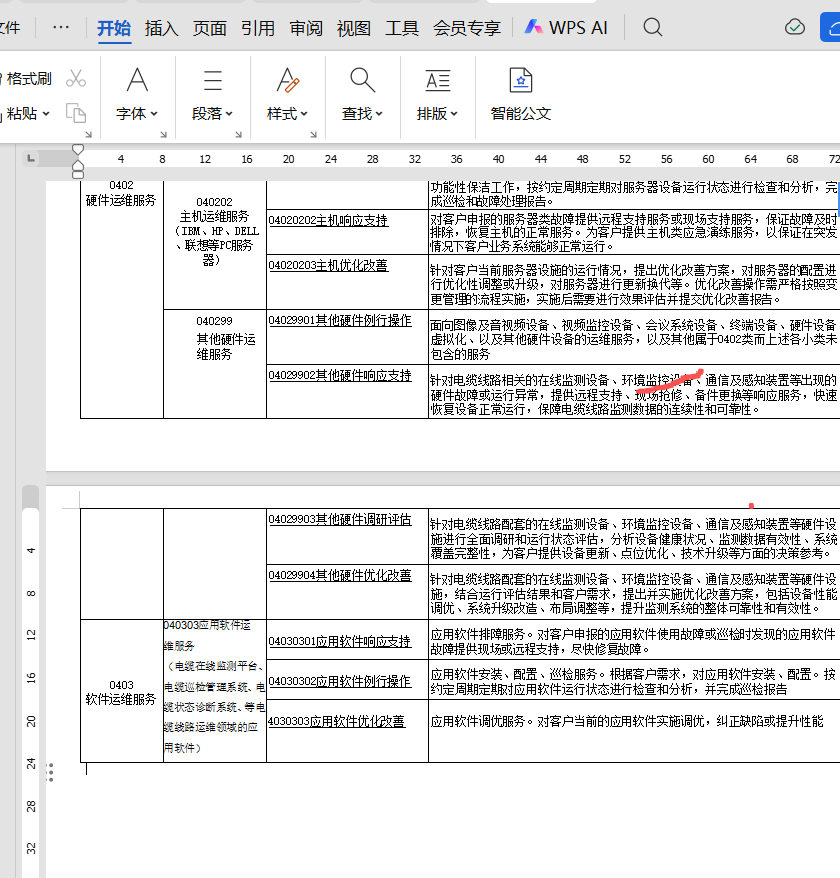 文件 ··· 开始 插入 页面 引用 审阅 视图 工具 会员专享 WPS AI
格式刷
粘贴 字体 段落 样式 查找 排版 智能公文
4 8 12 16 20 24 28 32 36 40 44 48 52 56 60 64 68 72
0402
硬件运维服务
040202
主机运维服务
(IBM、HP、DELL
、联想等PC服务
器)
功能性保洁工作，按约定周期定期对服务器设备运行状态进行检查和分析，完
成巡检和故障处理报告。
04020202主机响应支持
对客户申报的服务器类故障提供远程支持服务或现场支持服务，保证故障及时
排除，恢复主机的正常服务。为客户提供主机类应急演练服务，以保证在突发
情况下客户业务系统能够正常运行。
04020203主机优化改善
针对客户当前服务器设施的运行情况，提出优化改善方案，对服务器的配置进
行优化性调整或升级，对服务器进行更新换代等。优化改善操作需严格按照变
更管理的流程实施，实施后需要进行效果评估并提交优化改善报告。
040299
其他硬件运
维服务
04029901其他硬件例行操作
面向图像及音视频设备、视频监控设备、会议系统设备、终端设备、硬件设备
虚拟化、以及其他硬件设备的运维服务，以及其他属于0402类而上述各小类未
包含的服务
04029902其他硬件响应支持
针对电缆线路相关的在线监测设备、环境监控设备、通信及感知装置等出现的
硬件故障或运行异常，提供远程支持、现场抢修、备件更换等响应服务，快速
恢复设备正常运行，保障电缆线路监测数据的连续性和可靠性。
04029903其他硬件调研评估
针对电缆线路配套的在线监测设备、环境监控设备、通信及感知装置等硬件设
施进行全面调研和运行状态评估，分析设备健康状况、监测数据有效性、系统
覆盖完整性，为客户提供设备更新、点位优化、技术升级等方面的决策参考。
04029904其他硬件优化改善
针对电缆线路配套的在线监测设备、环境监控设备、通信及感知装置等硬件设
施，结合运行评估结果和客户需求，提出并实施优化改善方案，包括设备性能
调优、系统升级改造、布局调整等，提升监测系统的整体可靠性和有效性。
0403
软件运维服务
040303应用软件运
维服务
（电缆在线监测平台、
电缆巡检管理系统、电
缆状态诊断系统、等电
缆线路运维领域的应
用软件）
04030301应用软件响应支持
应用软件排障服务。对客户申报的应用软件使用故障或巡检时发现的应用软件
故障提供现场或远程支持，尽快修复故障。
04030302应用软件例行操作
应用软件安装、配置、巡检服务。根据客户需求，对应用软件安装、配置。按
约定周期定期对应用软件运行状态进行检查和分析，并完成巡检报告
4030303应用软件优化改善
应用软件调优服务。对客户当前的应用软件实施调优，纠正缺陷或提升性能
4
8
12
16
20
24
28
32